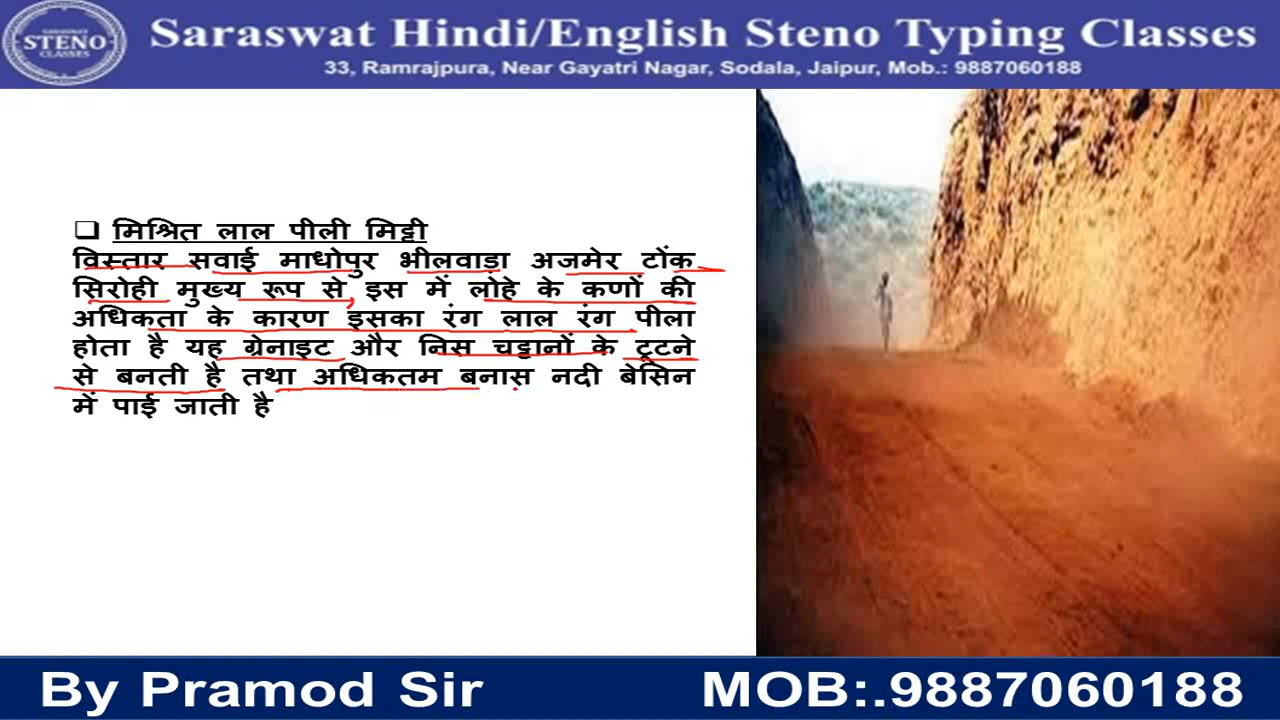 STENO
CLASSES
Saraswat Hindi/English Steno Typing Classes
33, Ramrajpura, Near Gayatri Nagar, Sodala, Jaipur, Mob.: 9887060188
❑ मिश्रित लाल पीली मिट्टी
विस्तार सवाई माधोपुर भीलवाड़ा अजमेर टोंक
सिरोही मुख्य रूप से इस में लोहे के कणों की
अधिकता के कारण इसका रंग लाल रंग पीला
होता है यह ग्रेनाइट और निस चट्टानों के टूटने
से बनती है तथा अधिकतम बनास नदी बेसिन
में पाई जाती है
By Pramod Sir
MOB:.9887060188